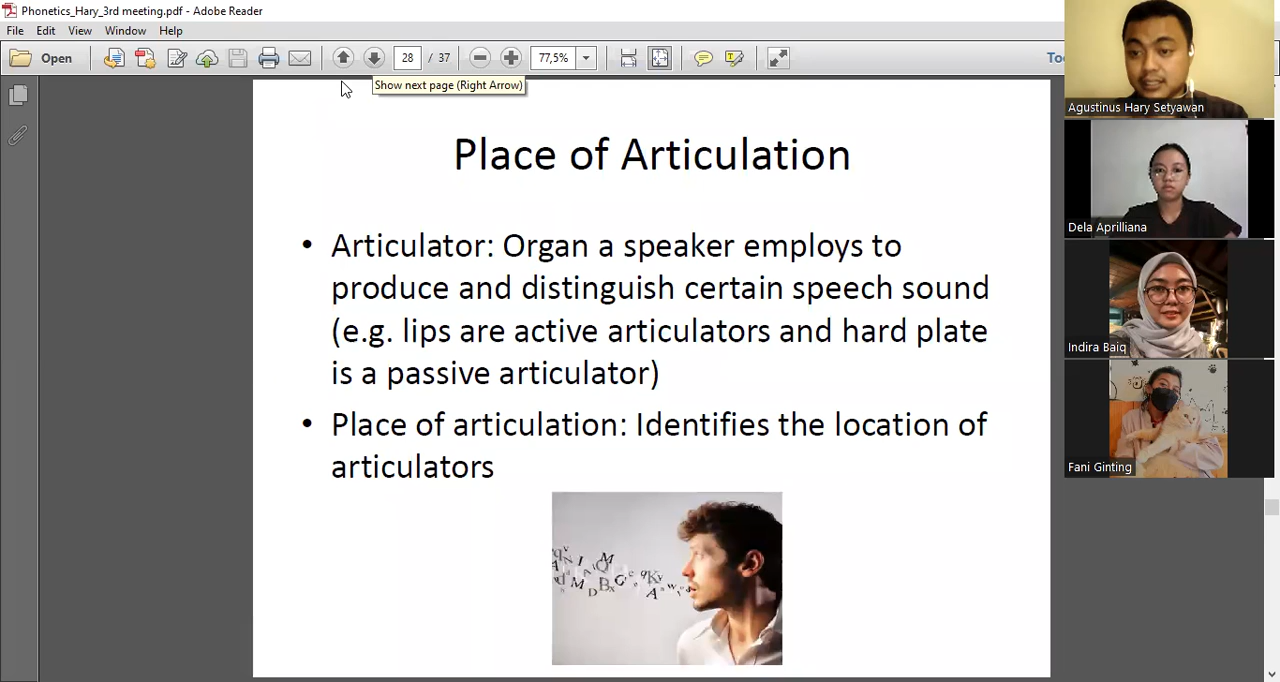 Phonetics_Hary_3rd meeting.pdf - Adobe Reader
File Edit View Window Help
Open 28 / 37 77,5%
Show next page (Right Arrow)
Place of Articulation
• Articulator: Organ a speaker employs to
produce and distinguish certain speech sound
(e.g. lips are active articulators and hard plate
is a passive articulator)
• Place of articulation: Identifies the location of
articulators
Agustinus Hary Setyawan
Dela Aprilliana
Indira Baiq
Fani Ginting